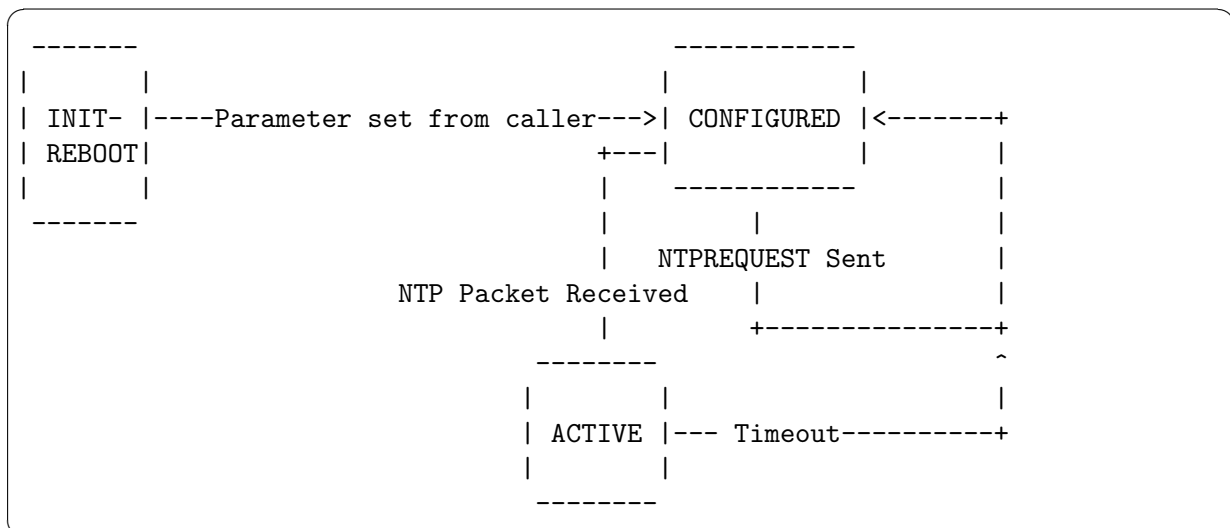 INIT- ----Parameter set from caller---> CONFIGURED <-------+
REBOOT
NTPREQUEST Sent
NTP Packet Received
ACTIVE --- Timeout----------+